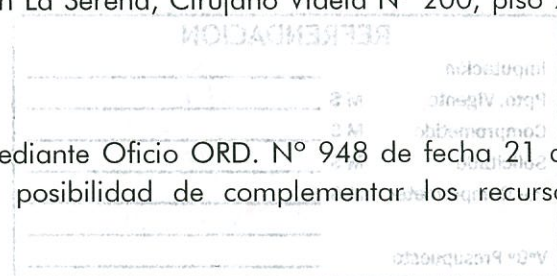 n La Serena, Cirujano Videla N° 200, piso
REFRENDACION
Imputación
Ppto. Vigente M $
Comprometido M $
ediante Oficio ORD. N° 948 de fecha 21
posibilidad de complementar los recurs
VºBº Presupuesto